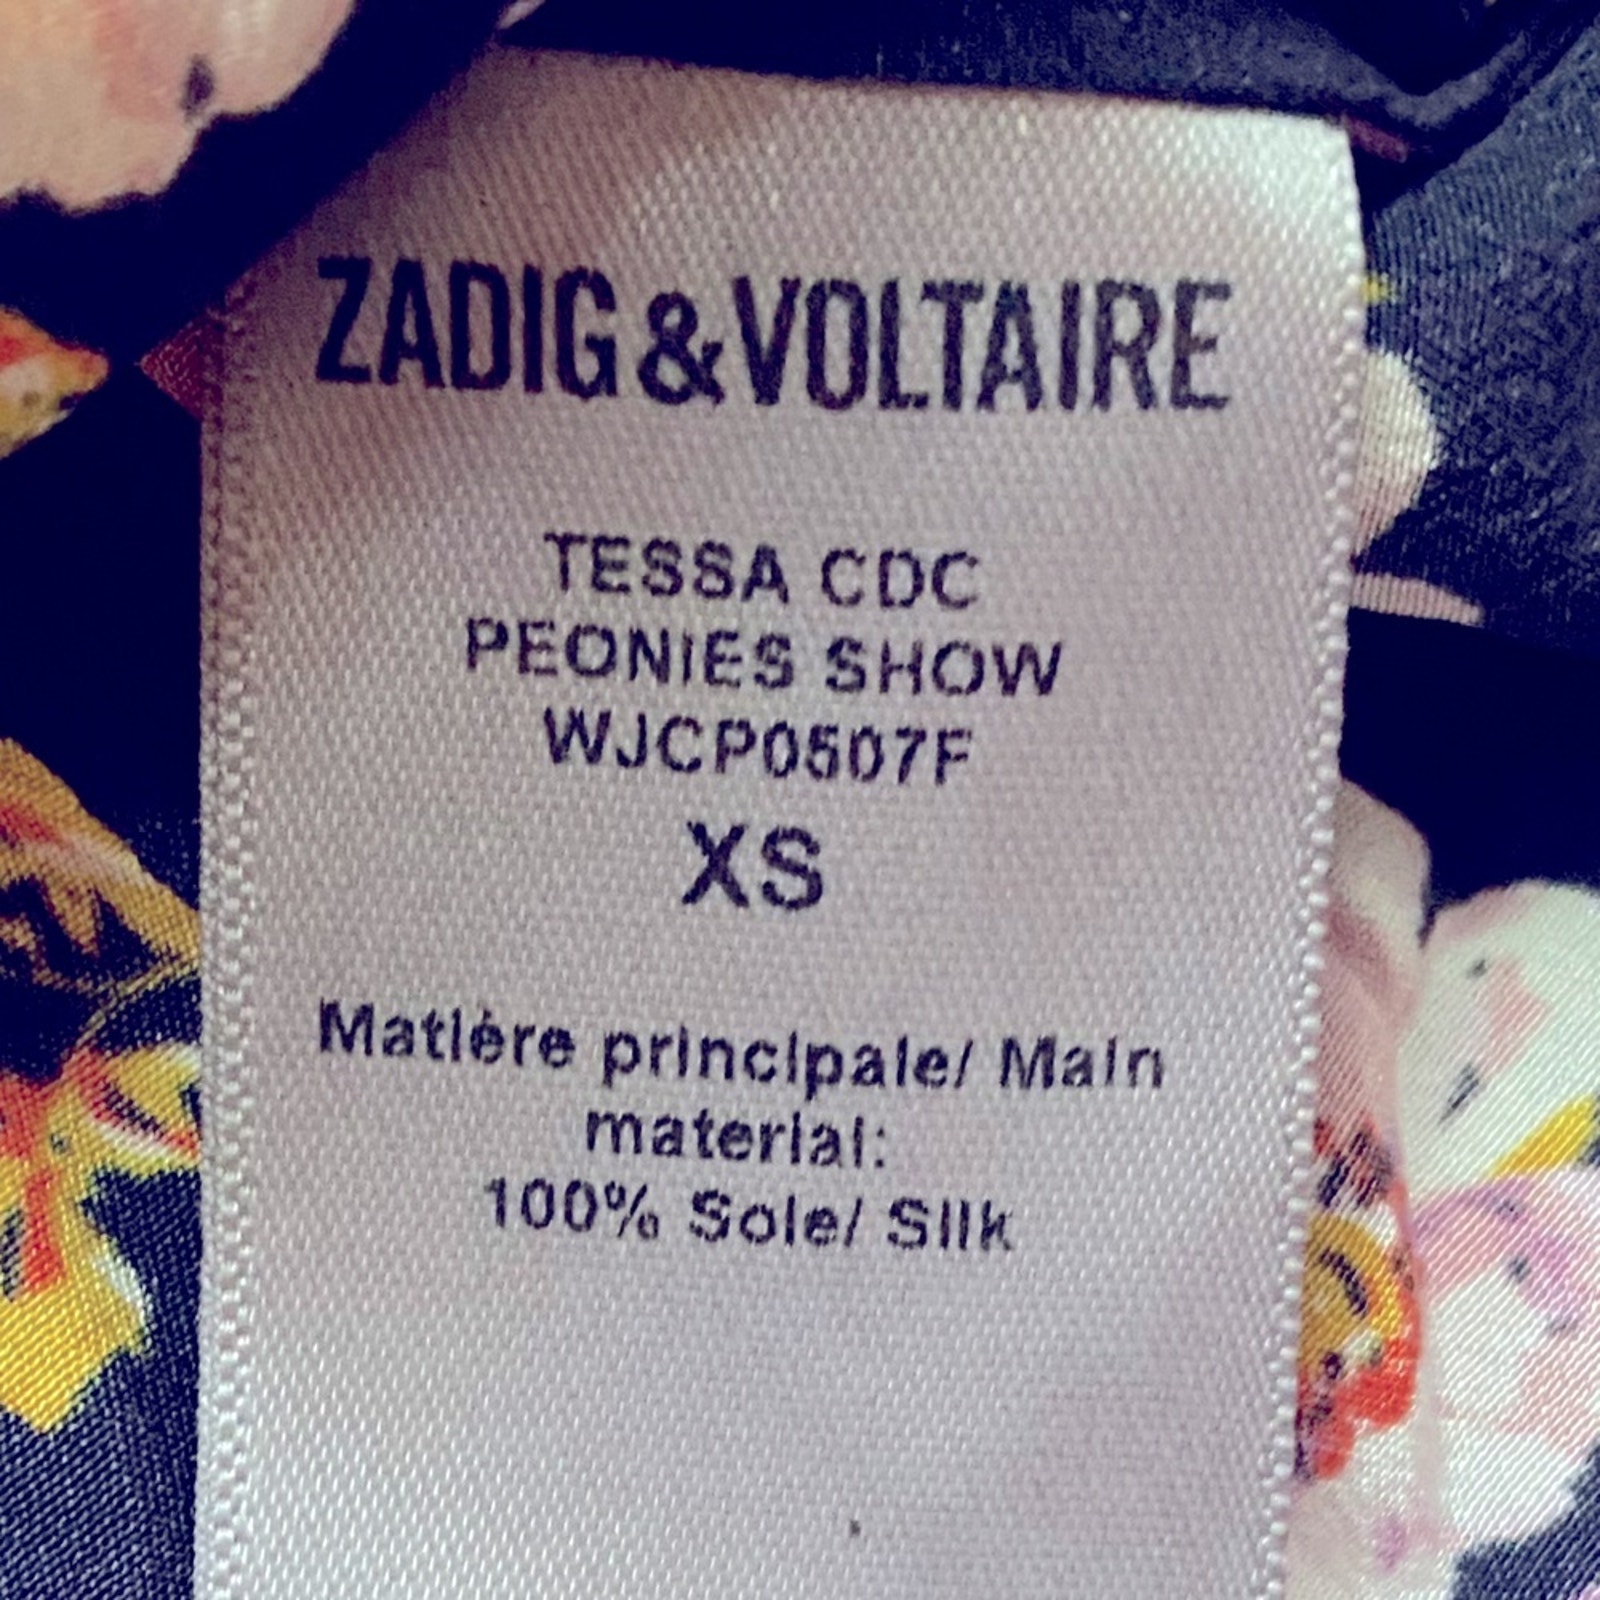 ZADIG & VOLTAIRE
TESSA CDC
PEONIES SHOW
WJCP0507F
XS
Matière principale/ Main
material:
100% Soie/ Silk